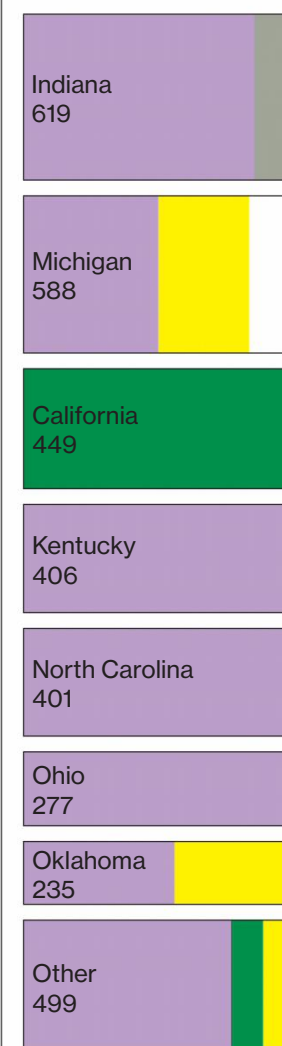 Indiana
619
Michigan
588
California
449
Kentucky
406
North Carolina
401
Ohio
277
Oklahoma
235
Other
499